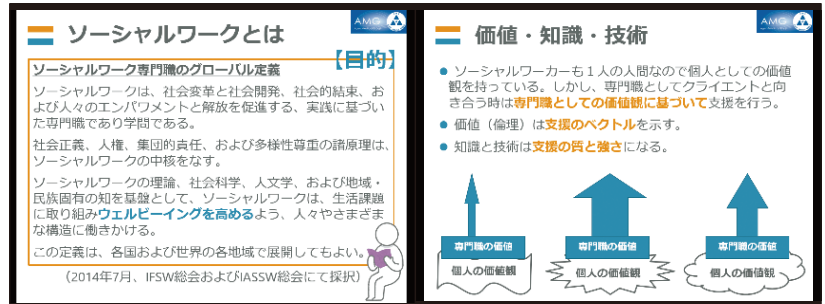 AMG
ソーシャルワークとは
【目的】
ソーシャルワーク専門職のグローバル定義
ソーシャルワークは、社会変革と社会開発、社会的結束、お
よび人々のエンパワメントと解放を促進する、実践に基づい
た専門職であり学問である。
社会正義、人権、集団的責任、および多様性尊重の諸原理は、
ソーシャルワークの中核をなす。
ソーシャルワークの理論、社会科学、人文学、および地域・
民族固有の知を基盤として、ソーシャルワークは、生活課題
に取り組みウェルビーイングを高めるよう、人々やさまざま
な構造に働きかける。
この定義は、各国および世界の各地域で展開してもよい。
（2014年7月、IFSW総会およびIASSW総会にて採択）
AMG
価値・知識・技術
● ソーシャルワーカーも１人の人間なので個人としての価値
観を持っている。しかし、専門職としてクライエントと向
き合う時は専門職としての価値観に基づいて支援を行う。
● 価値（倫理）は支援のベクトルを示す。
● 知識と技術は支援の質と強さになる。
専門職の価値 専門職の価値 専門職の価値
個人の価値観 個人の価値観 個人の価値観